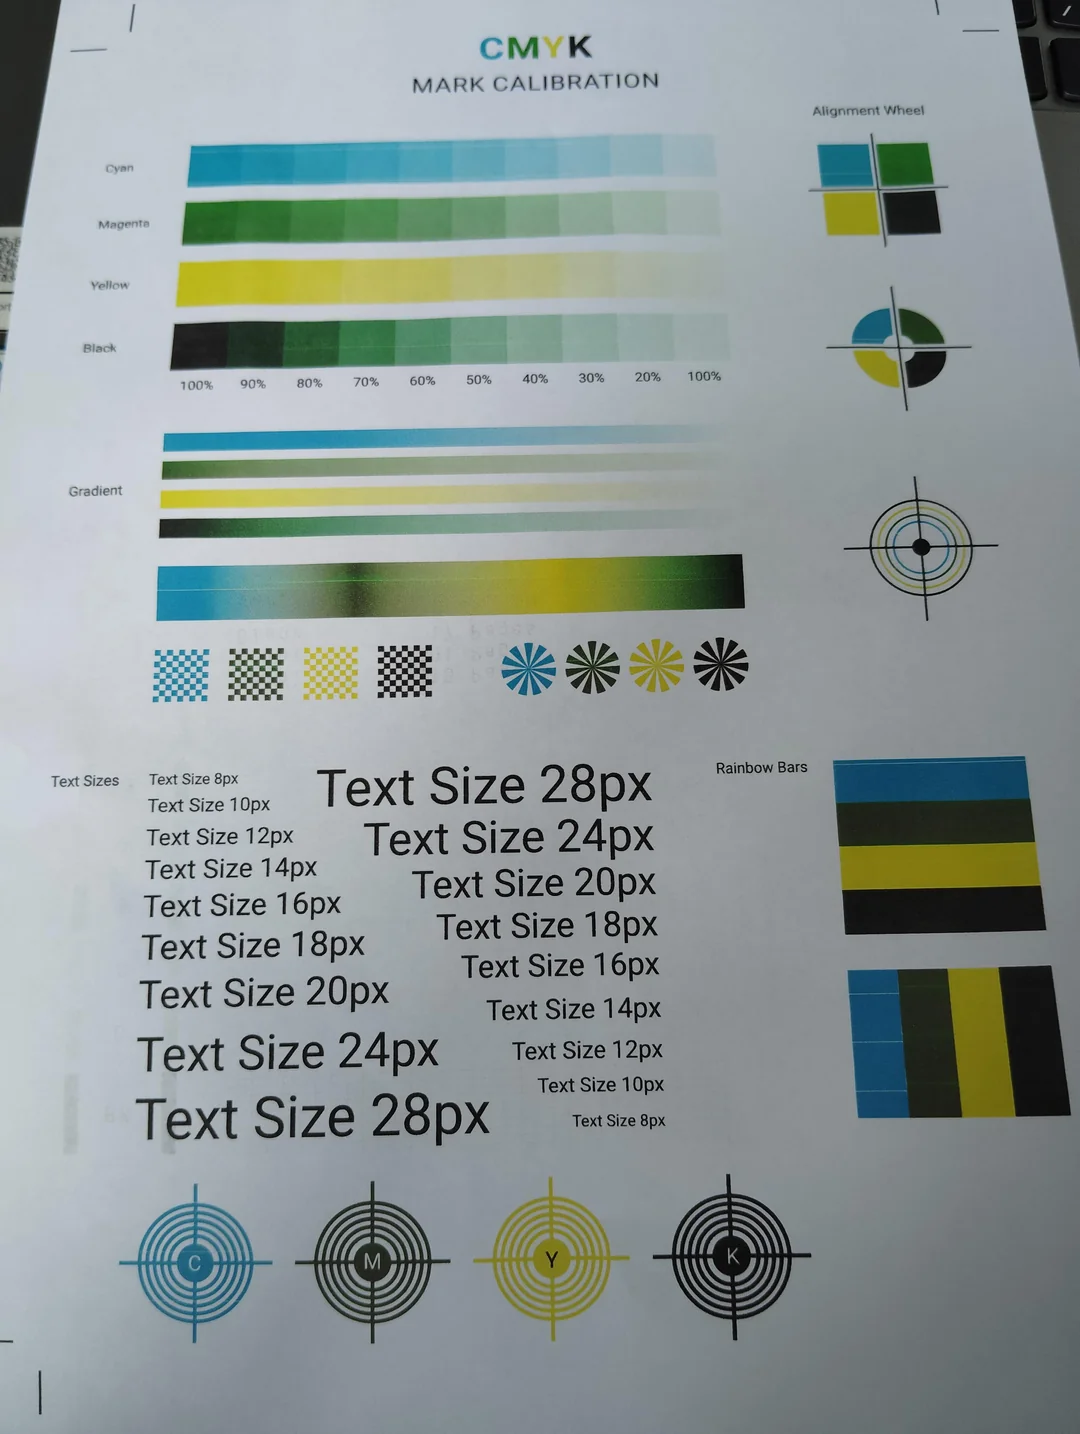 CMYK
MARK CALIBRATION
Alignment Wheel
Cyan
Magenta
Yellow
Black
100% 90% 80% 70% 60% 50% 40% 30% 20% 100%
Gradient
Text Sizes
Text Size 8px
Text Size 10px
Text Size 12px
Text Size 14px
Text Size 16px
Text Size 18px
Text Size 20px
Text Size 24px
Text Size 28px
Text Size 28px
Text Size 24px
Text Size 20px
Text Size 18px
Text Size 16px
Text Size 14px
Text Size 12px
Text Size 10px
Text Size 8px
Rainbow Bars
C M Y K